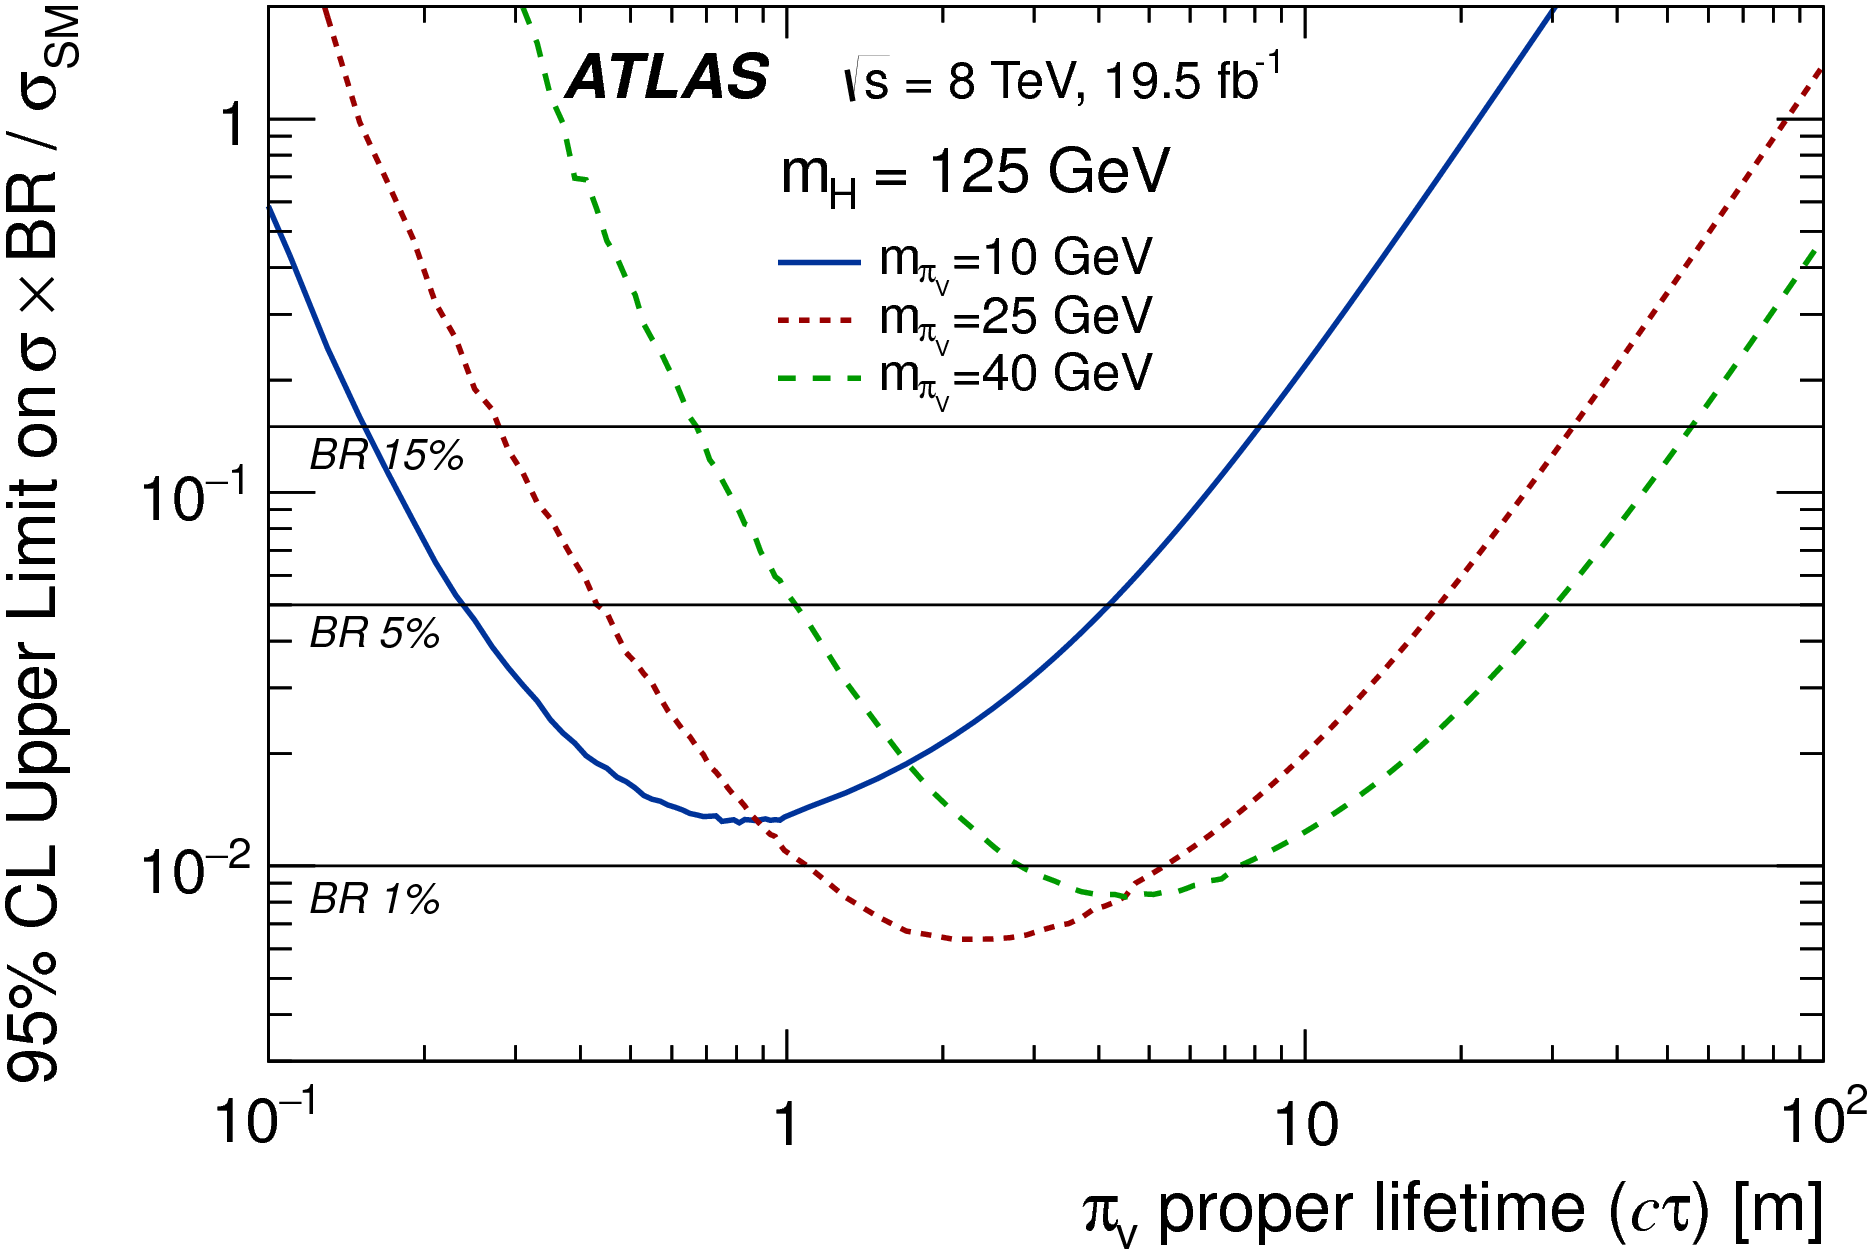 95% CL Upper Limit on σ × BR / σSM
ATLAS √s = 8 TeV, 19.5 fb⁻¹
mH = 125 GeV
mπv=10 GeV
mπv=25 GeV
mπv=40 GeV
1
10⁻¹
10⁻²
BR 15%
BR 5%
BR 1%
10⁻¹ 1 10 10²
πv proper lifetime (cτ) [m]